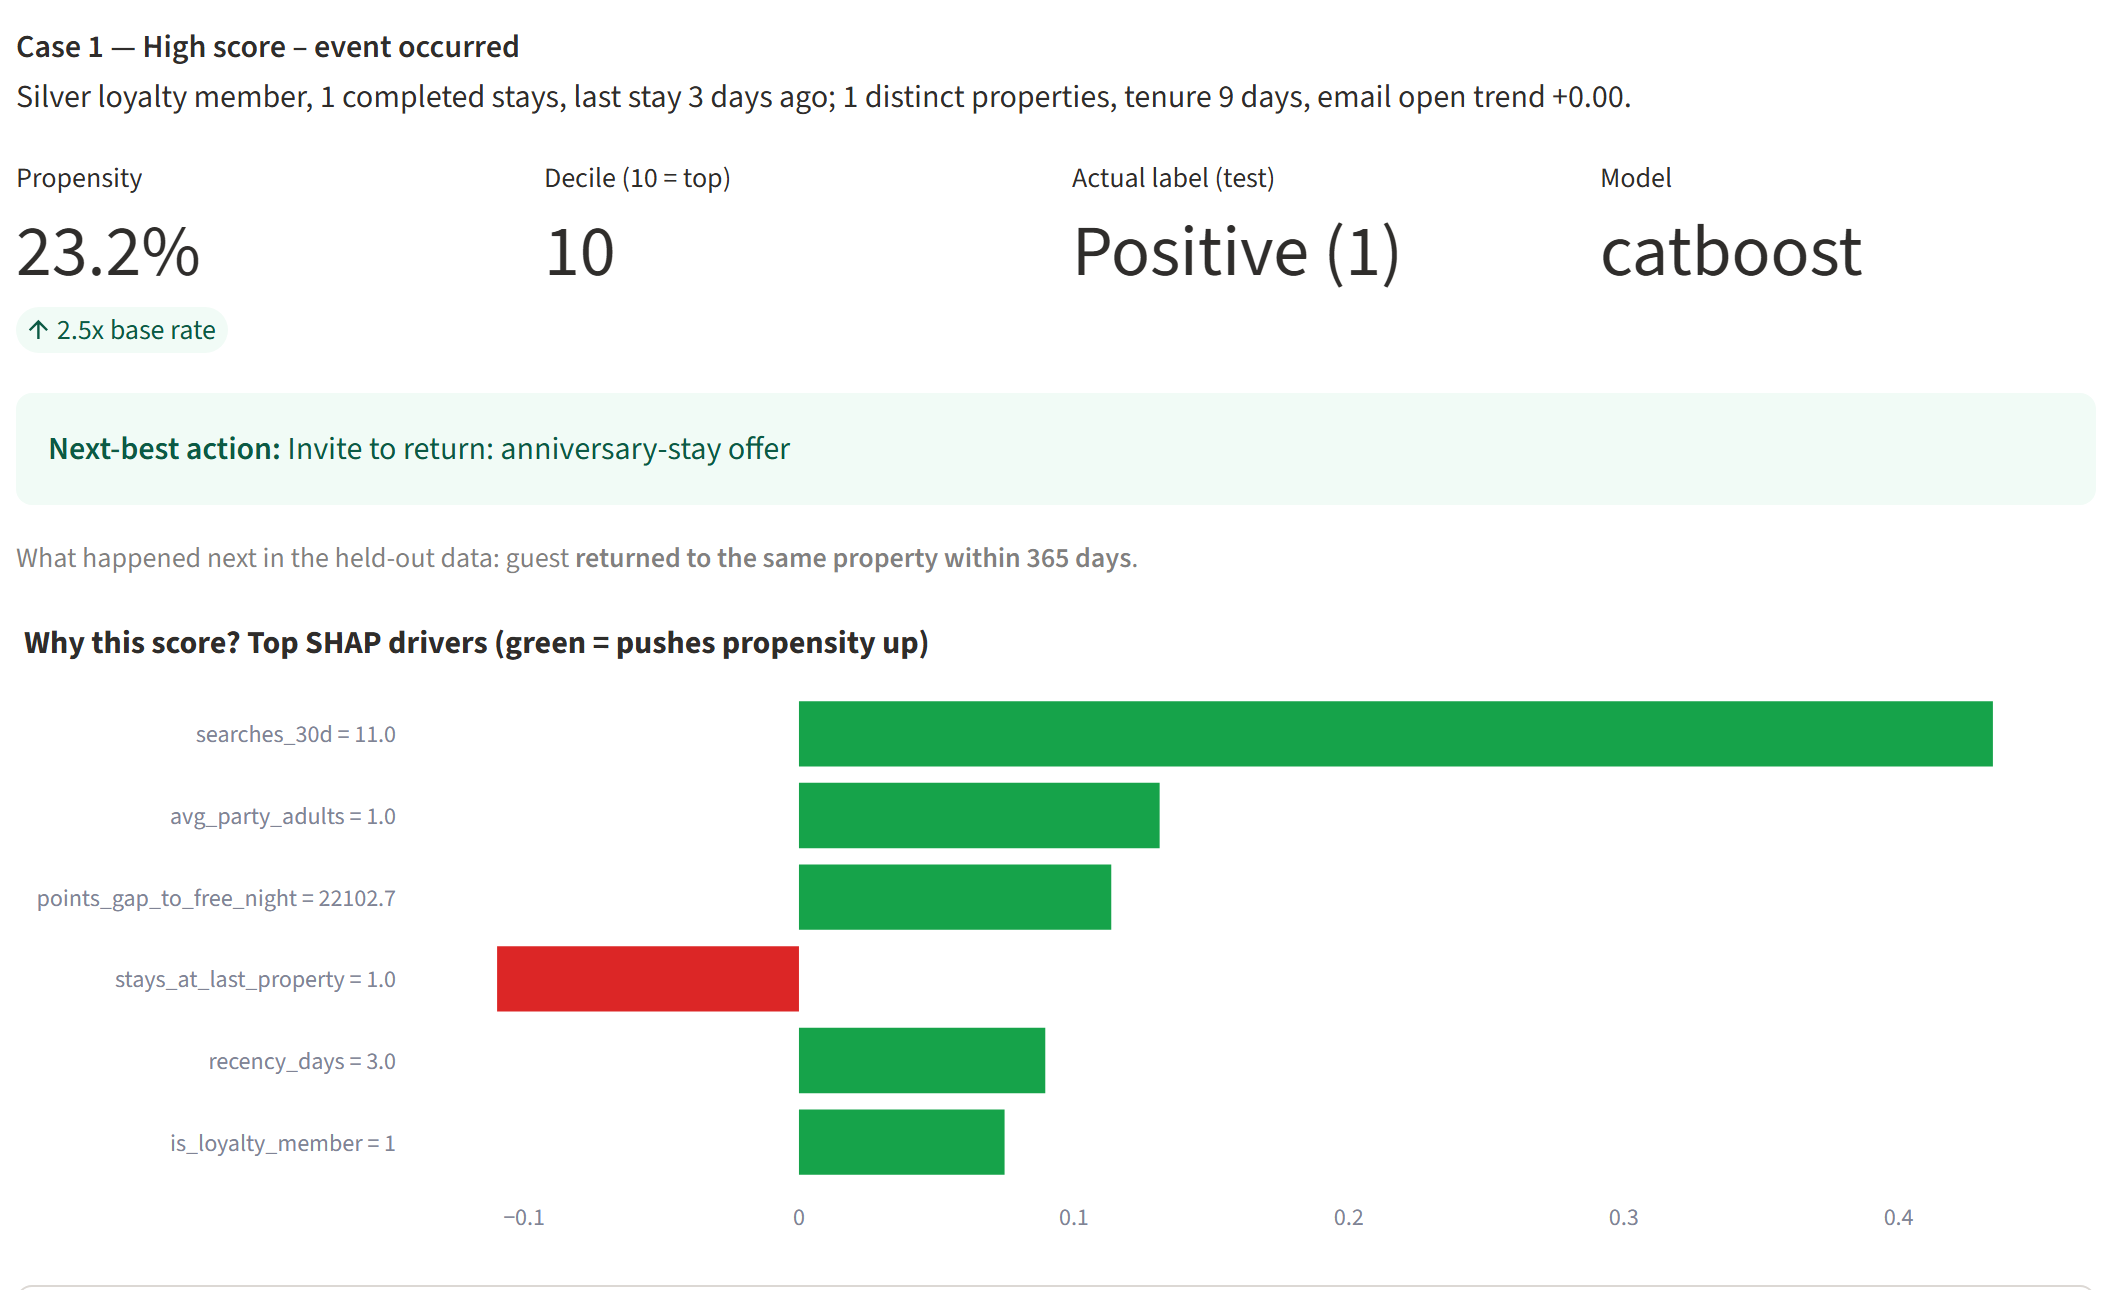 Case 1 — High score – event occurred
Silver loyalty member, 1 completed stays, last stay 3 days ago; 1 distinct properties, tenure 9 days, email open trend +0.00.
Propensity
Decile (10 = top)
Actual label (test)
Model
23.2%
10
Positive (1)
catboost
↑ 2.5x base rate
Next-best action: Invite to return: anniversary-stay offer
What happened next in the held-out data: guest returned to the same property within 365 days.
Why this score? Top SHAP drivers (green = pushes propensity up)
searches_30d = 11.0
avg_party_adults = 1.0
points_gap_to_free_night = 22102.7
stays_at_last_property = 1.0
recency_days = 3.0
is_loyalty_member = 1
−0.1
0
0.1
0.2
0.3
0.4